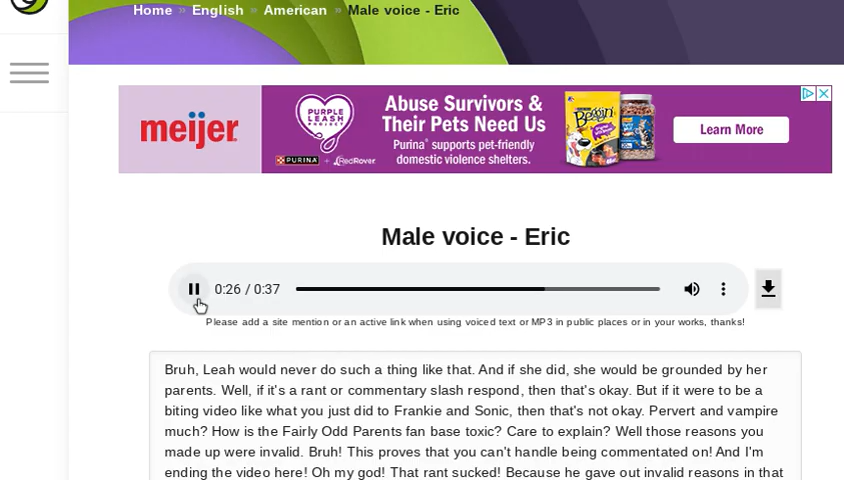 Home » English » American » Male voice - Eric
meijer
PURPLE
LEASH
PROJECT
PURINA + RedRover
Abuse Survivors &
Their Pets Need Us
Purina® supports pet-friendly
domestic violence shelters.
Beggin'
Learn More
Male voice - Eric
0:26 / 0:37
Please add a site mention or an active link when using voiced text or MP3 in public places or in your works, thanks!
Bruh, Leah would never do such a thing like that. And if she did, she would be grounded by her
parents. Well, if it's a rant or commentary slash respond, then that's okay. But if it were to be a
biting video like what you just did to Frankie and Sonic, then that's not okay. Pervert and vampire
much? How is the Fairly Odd Parents fan base toxic? Care to explain? Well those reasons you
made up were invalid. Bruh! This proves that you can't handle being commentated on! And I'm
ending the video here! Oh my god! That rant sucked! Because he gave out invalid reasons in that